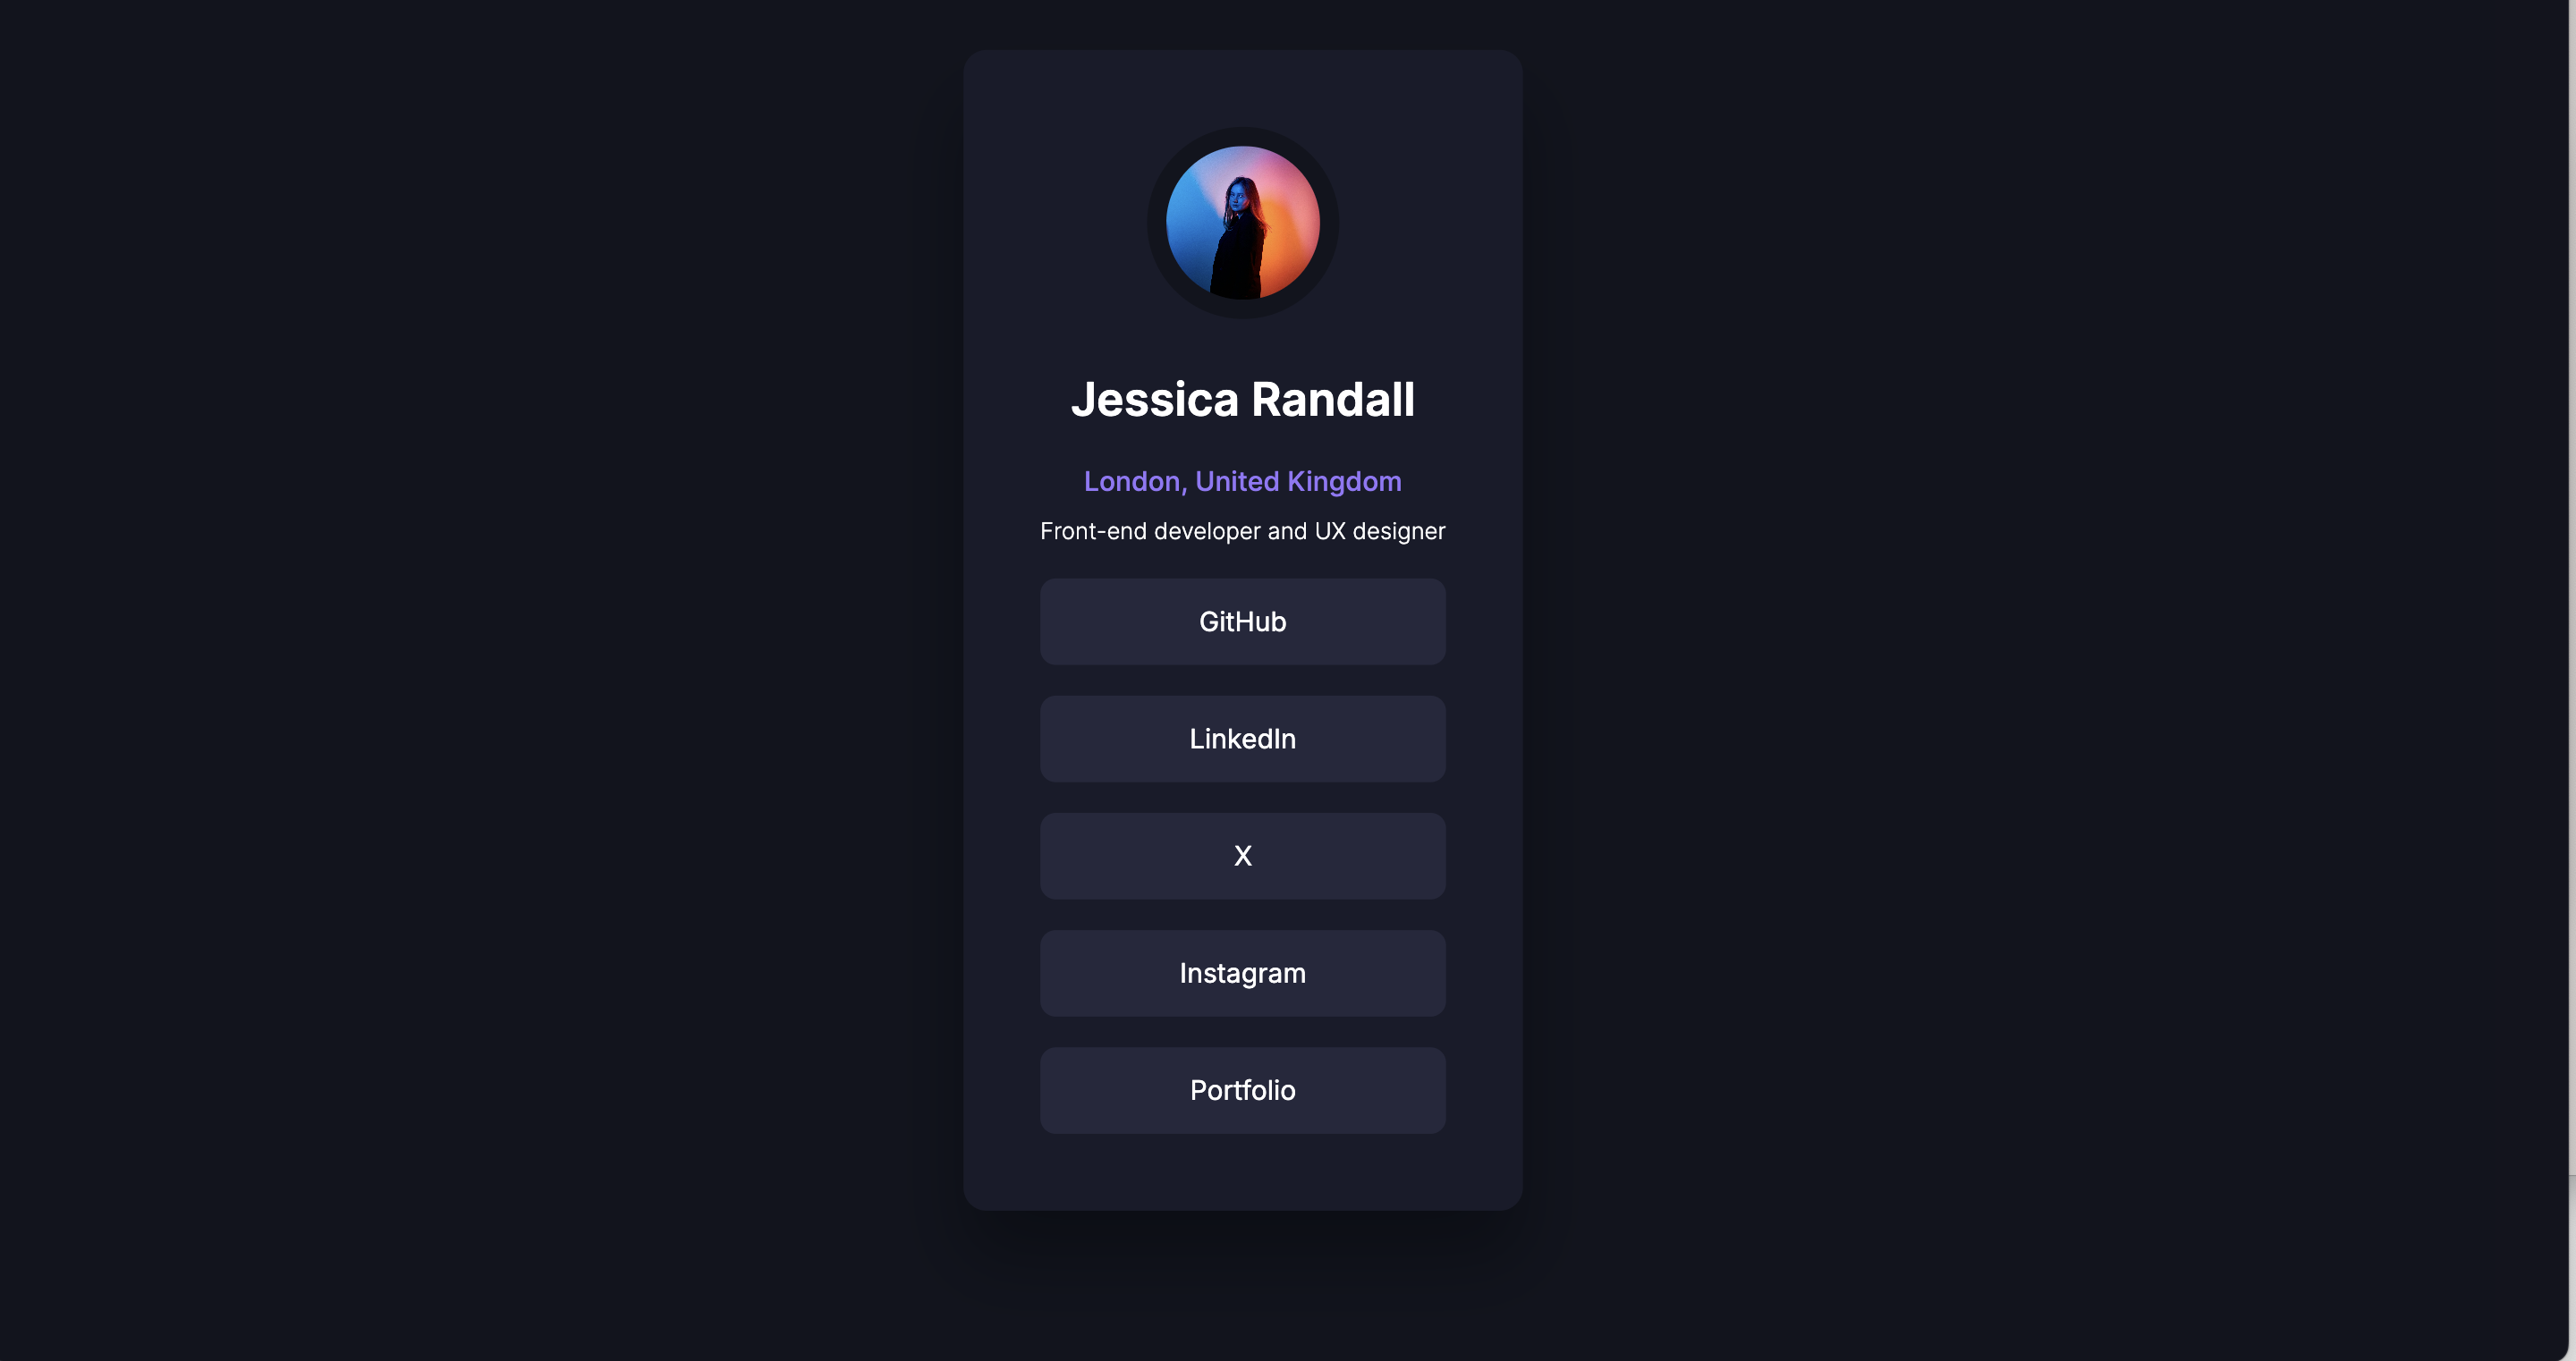 Jessica Randall
London, United Kingdom
Front-end developer and UX designer
GitHub
LinkedIn
X
Instagram
Portfolio